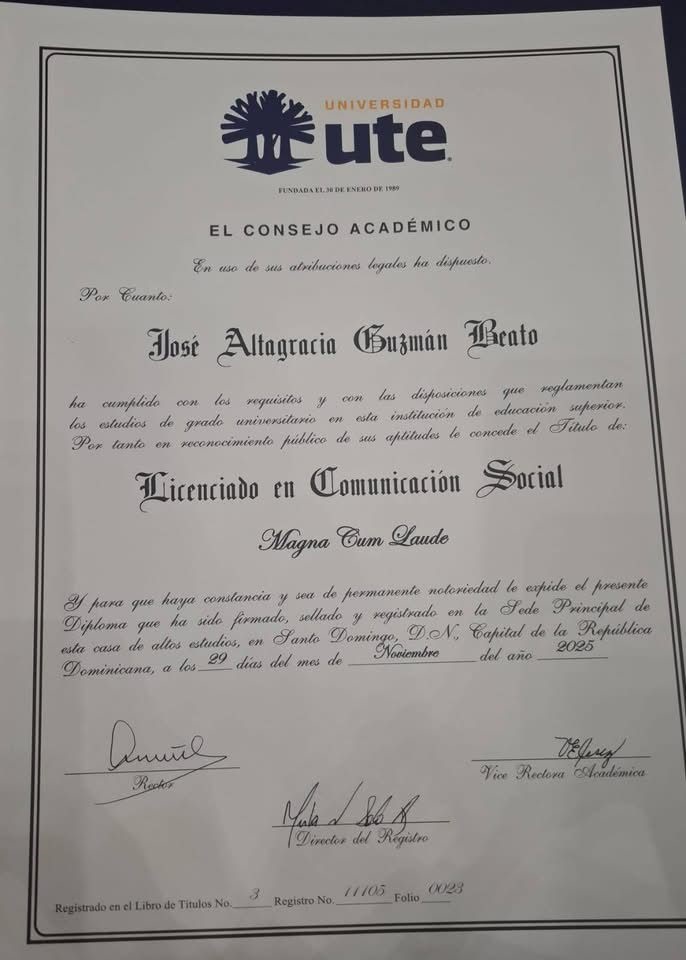 UNIVERSIDAD
ute
FUNDADA EL 30 DE ENERO DE 1989
EL CONSEJO ACADÉMICO
En uso de sus atribuciones legales ha dispuesto.
Por Cuanto:
José Altagracia Guzmán Beato
ha cumplido con los requisitos y con las disposiciones que reglamentan
los estudios de grado universitario en esta institución de educación superior.
Por tanto en reconocimiento público de sus aptitudes le concede el Título de:
Licenciado en Comunicación Social
Magna Cum Laude
Y para que haya constancia y sea de permanente notoriedad le expide el presente
Diploma que ha sido firmado, sellado y registrado en la Sede Principal de
esta casa de altos estudios, en Santo Domingo, D.N., Capital de la República
Dominicana, a los 29 días del mes de Noviembre del año 2025
Rector
Vice Rectora Académica
Director del Registro
Registrado en el Libro de Titulos No. 3 Registro No. 11105 Folio 0023